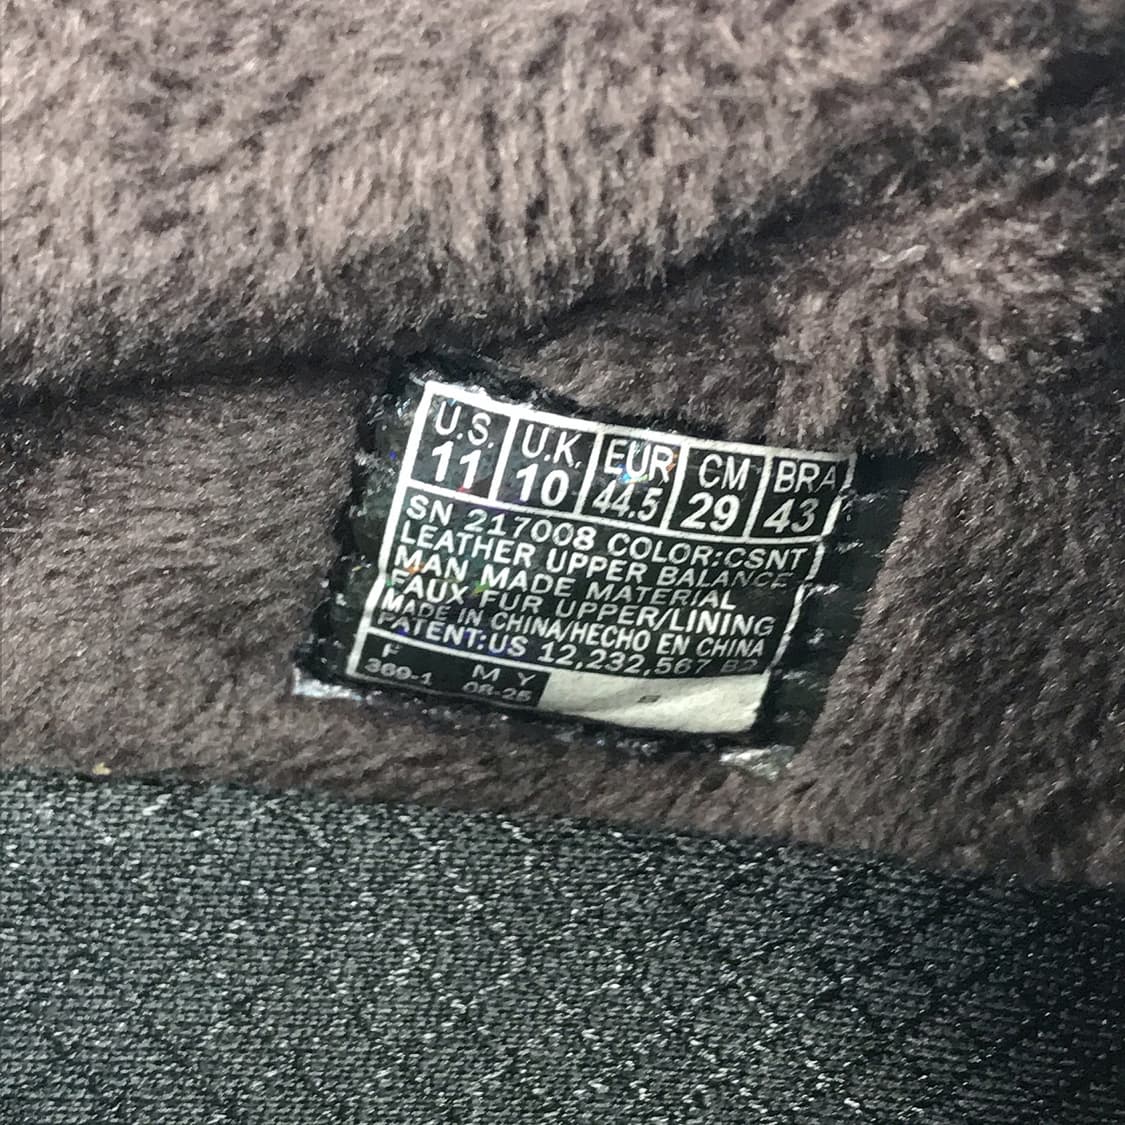 U.S. U.K. EUR CM BRA
11 10 44.5 29 43
SN 217008 COLOR:CSNT
LEATHER UPPER BALANCE
MAN MADE MATERIAL
FAUX FUR UPPER/LINING
MADE IN CHINA/HECHO EN CHINA
PATENT:US 12,232,567 B2
F M Y
369-1 06-25